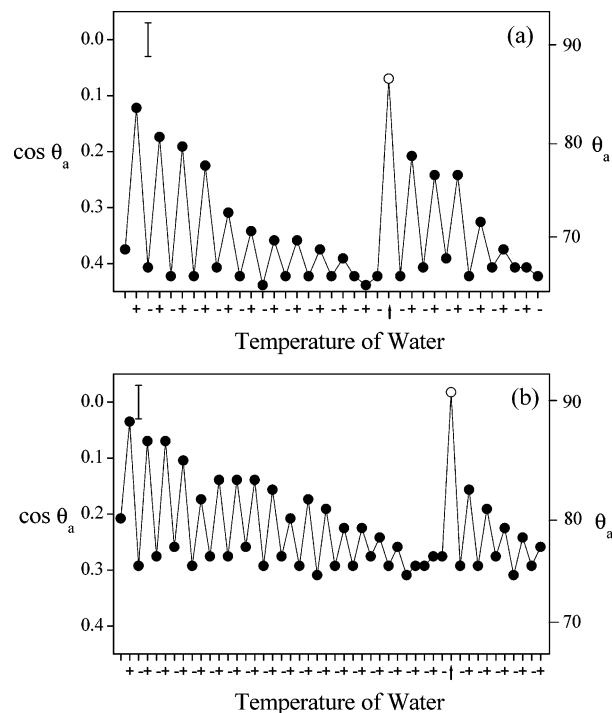 (a)
0.0
0.1
0.2
0.3
0.4
cos θa
90
80
70
θa
+ - + - + - + - + - + - + - + - + - + - + - ↑ - + - + - + - + - + - + -
Temperature of Water
(b)
0.0
0.1
0.2
0.3
0.4
cos θa
90
80
70
θa
+ - + - + - + - + - + - + - + - + - + - + - + - + - + - + - + - + - + - ↑ - + - + - + - + - +
Temperature of Water